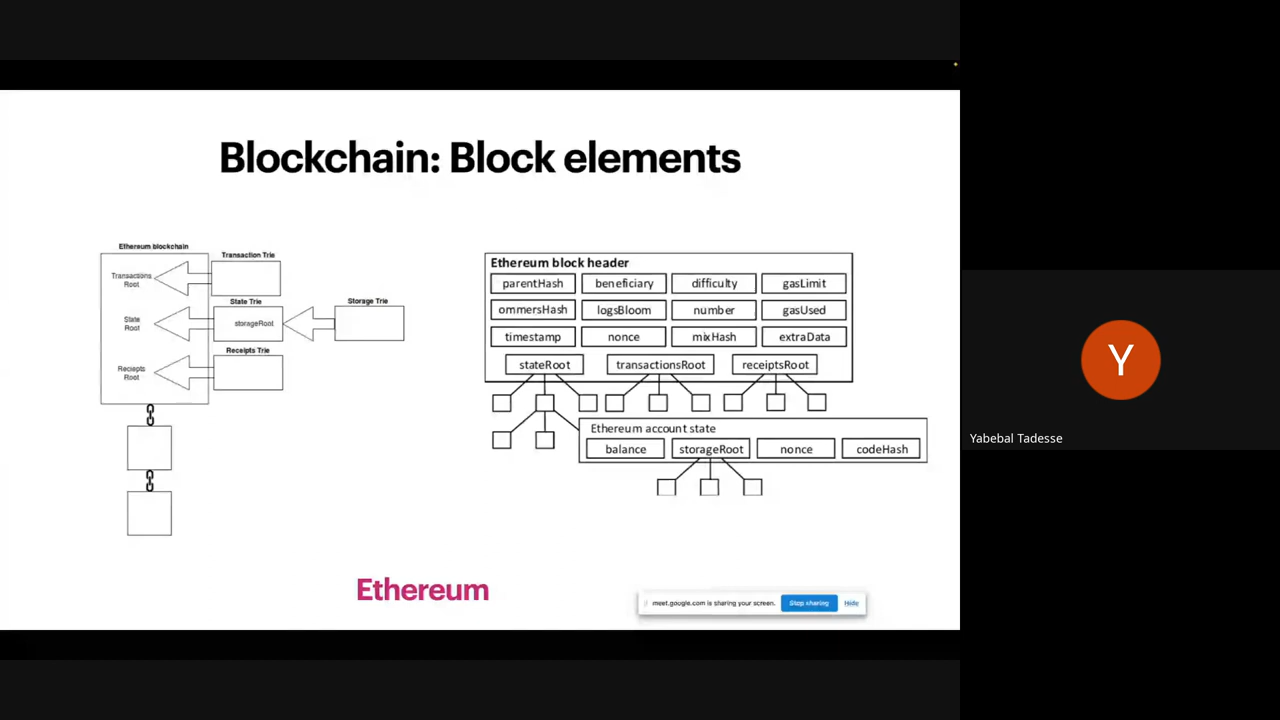 Blockchain: Block elements
Ethereum blockchain
Transaction Trie
Transactions
Root
State Trie
Storage Trie
State
Root
storageRoot
Receipts Trie
Reciepts
Root
Ethereum block header
parentHash beneficiary difficulty gasLimit
ommersHash logsBloom number gasUsed
timestamp nonce mixHash extraData
stateRoot transactionsRoot receiptsRoot
Ethereum account state
balance storageRoot nonce codeHash
Ethereum
meet.google.com is sharing your screen. Stop sharing Hide
Y
Yabebal Tadesse